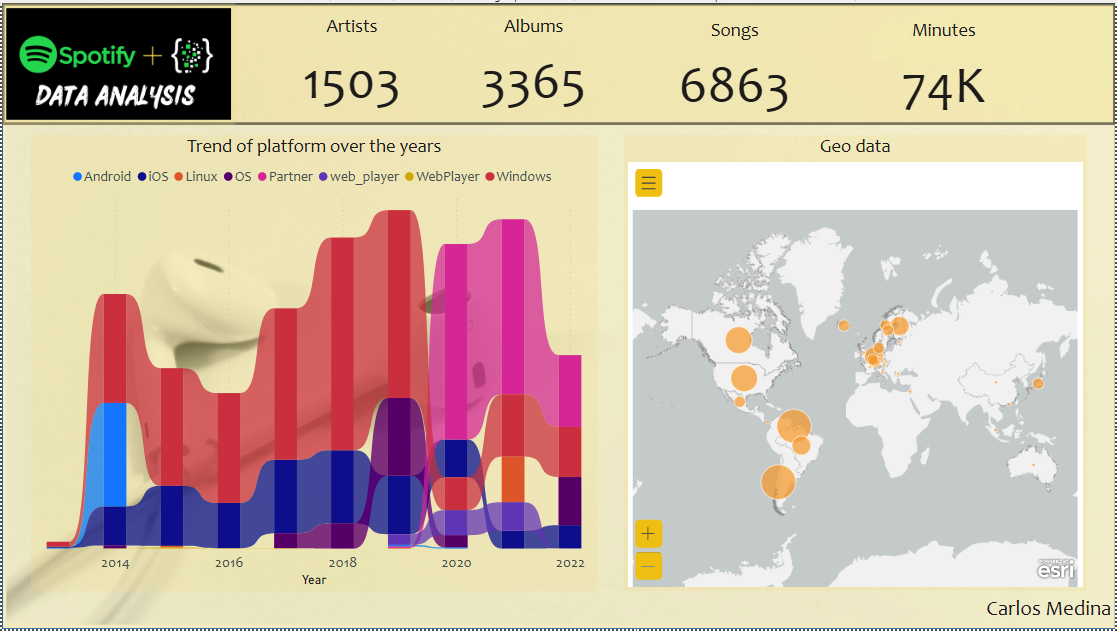 Spotify + {}
DATA ANALYSIS
Artists
1503
Albums
3365
Songs
6863
Minutes
74K
Trend of platform over the years
Android iOS Linux OS Partner web_player WebPlayer Windows
2014 2016 2018 2020 2022
Year
Geo data
+
−
esri
Carlos Medina